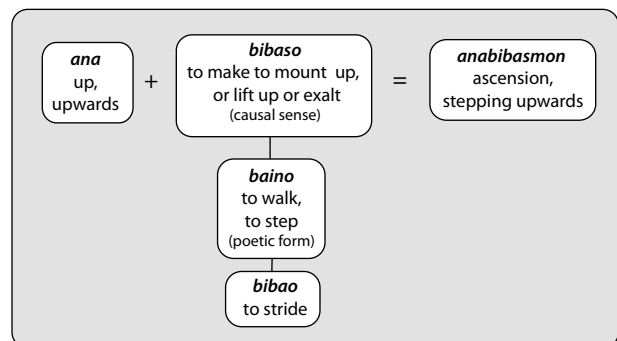 ana
up,
upwards
+
bibaso
to make to mount up,
or lift up or exalt
(causal sense)
=
anabibasmon
ascension,
stepping upwards
baino
to walk,
to step
(poetic form)
bibao
to stride